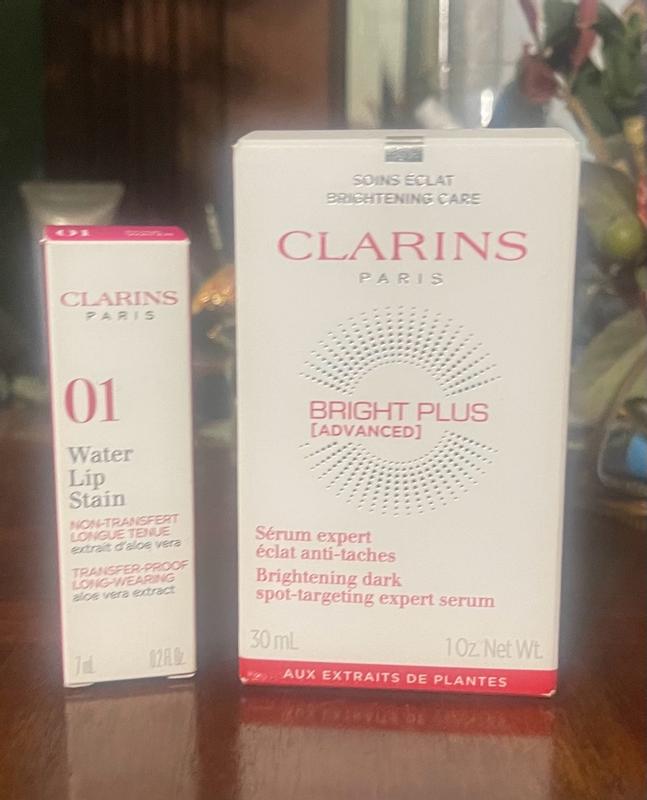 01
CLARINS
PARIS
01
Water
Lip
Stain
NON-TRANSFERT
LONGUE TENUE
extrait d'aloe vera
TRANSFER-PROOF
LONG-WEARING
aloe vera extract
7 mL
0.2 Fl. Oz.
SOINS ÉCLAT
BRIGHTENING CARE
CLARINS
PARIS
BRIGHT PLUS
[ADVANCED]
Sérum expert
éclat anti-taches
Brightening dark
spot-targeting expert serum
30 mL
1 Oz. Net Wt.
AUX EXTRAITS DE PLANTES